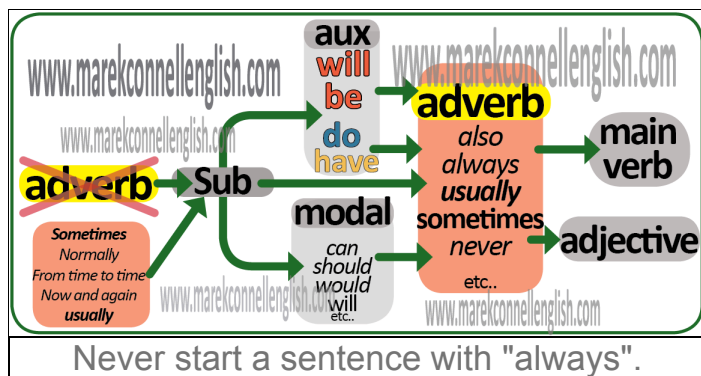 aux
will
be
do
have
www.marekconnellenglish.com
www.marekconnellenglish.com
www.marekconnellenglish.com
adverb
Sub
Sometimes
Normally
From time to time
Now and again
usually
modal
can
should
would
will
etc..
www.marekconnellenglish.com
adverb
also
always
usually
sometimes
never
etc..
main
verb
adjective
www.marekconnellenglish.com
Never start a sentence with "always".